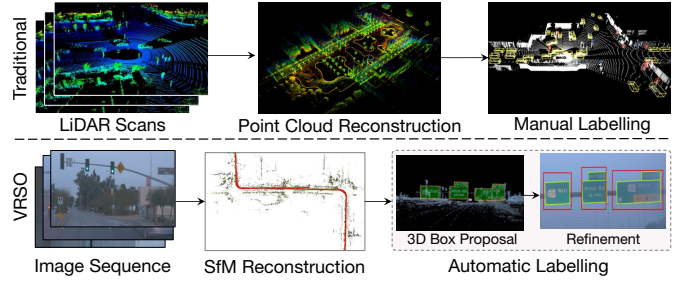 Traditional
LiDAR Scans
Point Cloud Reconstruction
Manual Labelling
VRSO
Image Sequence
SfM Reconstruction
3D Box Proposal
Refinement
Automatic Labelling